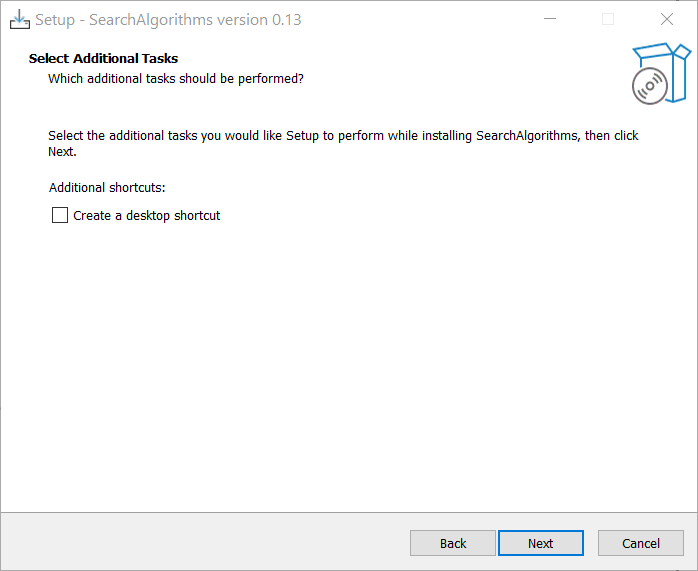 Setup - SearchAlgorithms version 0.13
Select Additional Tasks
Which additional tasks should be performed?
Select the additional tasks you would like Setup to perform while installing SearchAlgorithms, then click
Next.
Additional shortcuts:
Create a desktop shortcut
Back
Next
Cancel